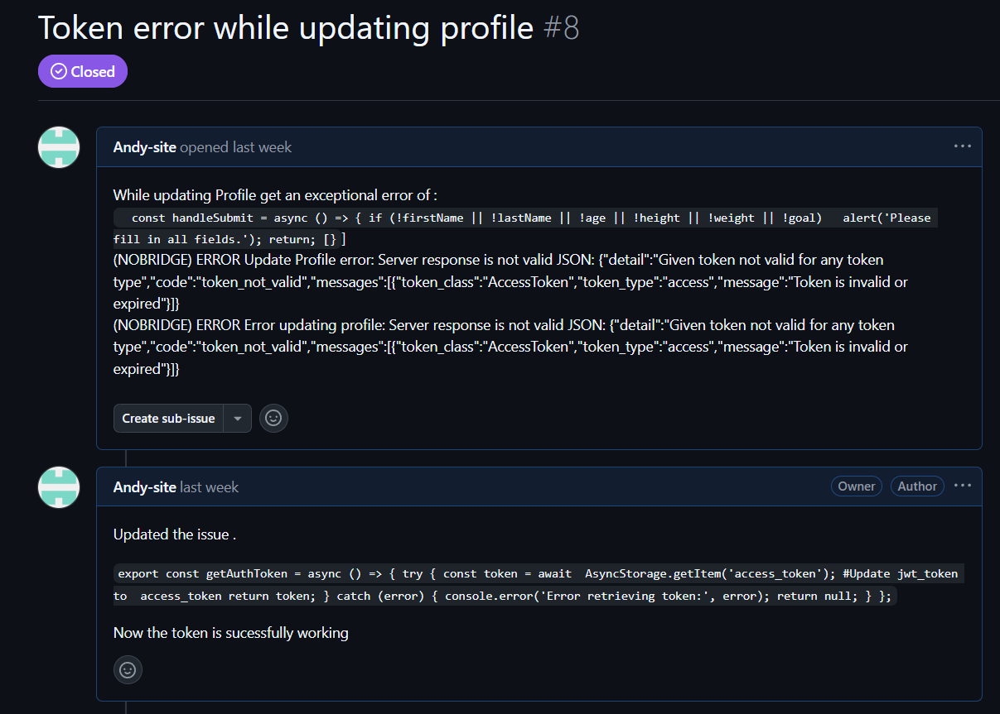 Token error while updating profile #8
Closed
Andy-site opened last week
While updating Profile get an exceptional error of :
const handleSubmit = async () => { if (!firstName || !lastName || !age || !height || !weight || !goal) alert('Please
fill in all fields.'); return; [} ]
(NOBRIDGE) ERROR Update Profile error: Server response is not valid JSON: {"detail":"Given token not valid for any token
type","code":"token_not_valid","messages":[{"token_class":"AccessToken","token_type":"access","message":"Token is invalid or
expired"}]}
(NOBRIDGE) ERROR Error updating profile: Server response is not valid JSON: {"detail":"Given token not valid for any token
type","code":"token_not_valid","messages":[{"token_class":"AccessToken","token_type":"access","message":"Token is invalid or
expired"}]}
Create sub-issue
Andy-site last week Owner Author
Updated the issue .
export const getAuthToken = async () => { try { const token = await AsyncStorage.getItem('access_token'); #Update jwt_token
to access_token return token; } catch (error) { console.error('Error retrieving token:', error); return null; } };
Now the token is sucessfully working